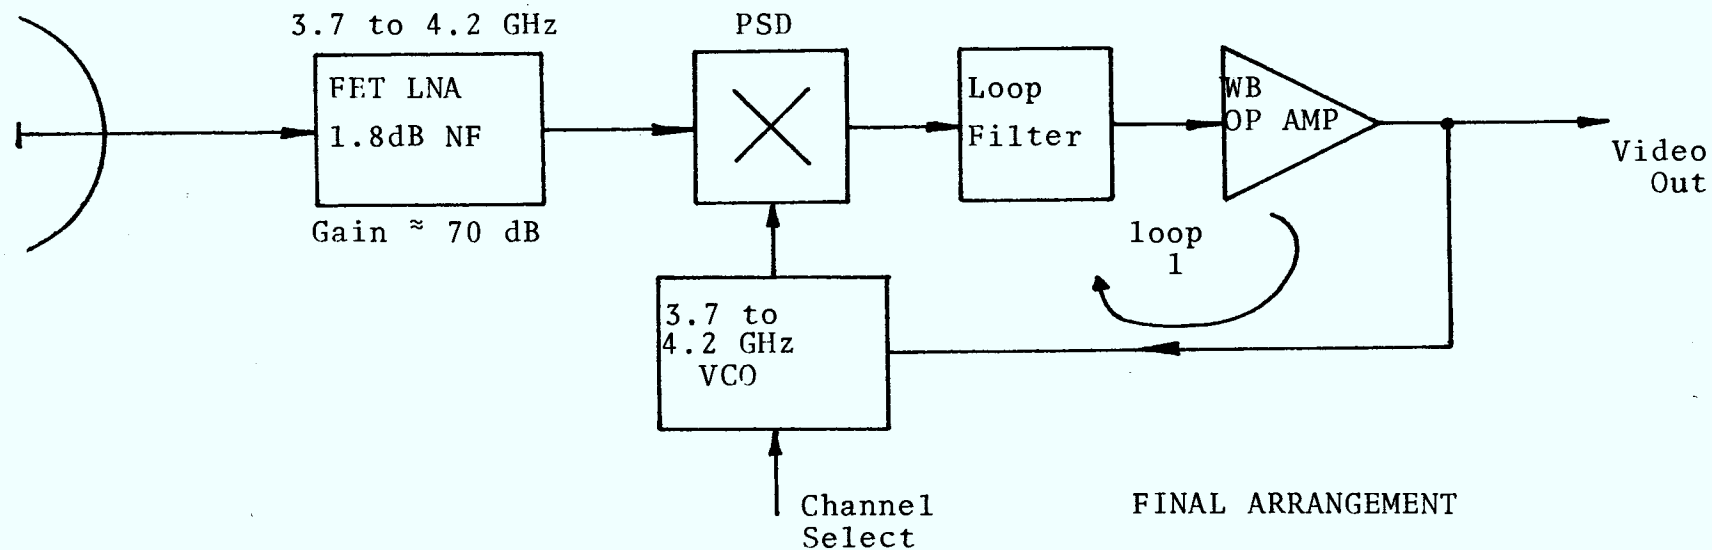 3.7 to 4.2 GHz
PSD
FET LNA
1.8dB NF
Gain ≈ 70 dB
Loop
Filter
WB
OP AMP
Video
Out
loop
1
3.7 to
4.2 GHz
VCO
Channel
Select
FINAL ARRANGEMENT